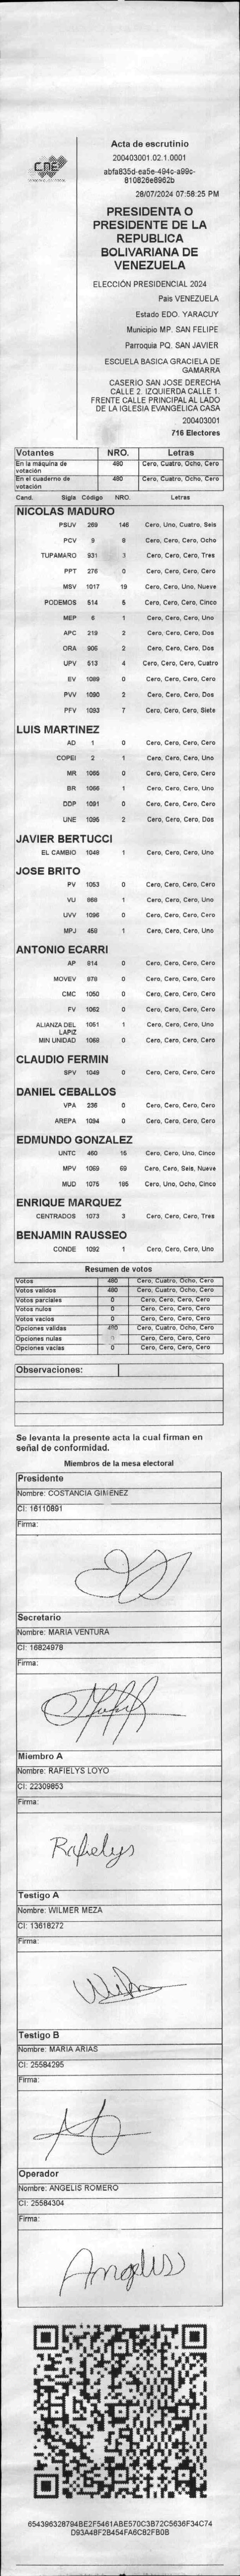 CNE
Acta de escrutinio
200403001.02.1.0001
abfa835d-ea5e-494c-a99c-
810826e8962b
28/07/2024 07:58:25 PM
PRESIDENTA O
PRESIDENTE DE LA
REPUBLICA
BOLIVARIANA DE
VENEZUELA
ELECCIÓN PRESIDENCIAL 2024
Pais VENEZUELA
Estado EDO. YARACUY
Municipio MP. SAN FELIPE
Parroquia PQ. SAN JAVIER
ESCUELA BASICA GRACIELA DE
GAMARRA
CASERIO SAN JOSE DERECHA
CALLE 2. IZQUIERDA CALLE 1.
FRENTE CALLE PRINCIPAL AL LADO
DE LA IGLESIA EVANGELICA CASA
200403001
716 Electores
Votantes NRO. Letras
En la máquina de votación 480 Cero, Cuatro, Ocho, Cero
En el cuaderno de votación 480 Cero, Cuatro, Ocho, Cero
Cand. Sigla Código NRO. Letras
NICOLAS MADURO
PSUV 269 146 Cero, Uno, Cuatro, Seis
PCV 9 8 Cero, Cero, Cero, Ocho
TUPAMARO 931 3 Cero, Cero, Cero, Tres
PPT 276 0 Cero, Cero, Cero, Cero
MSV 1017 19 Cero, Cero, Uno, Nueve
PODEMOS 514 5 Cero, Cero, Cero, Cinco
MEP 6 1 Cero, Cero, Cero, Uno
APC 219 2 Cero, Cero, Cero, Dos
ORA 906 2 Cero, Cero, Cero, Dos
UPV 513 4 Cero, Cero, Cero, Cuatro
EV 1089 0 Cero, Cero, Cero, Cero
PVV 1090 2 Cero, Cero, Cero, Dos
PFV 1093 7 Cero, Cero, Cero, Siete
LUIS MARTINEZ
AD 1 0 Cero, Cero, Cero, Cero
COPEI 2 1 Cero, Cero, Cero, Uno
MR 1065 0 Cero, Cero, Cero, Cero
BR 1066 1 Cero, Cero, Cero, Uno
DDP 1091 0 Cero, Cero, Cero, Cero
UNE 1095 2 Cero, Cero, Cero, Dos
JAVIER BERTUCCI
EL CAMBIO 1048 1 Cero, Cero, Cero, Uno
JOSE BRITO
PV 1053 0 Cero, Cero, Cero, Cero
VU 868 1 Cero, Cero, Cero, Uno
UVV 1096 0 Cero, Cero, Cero, Cero
MPJ 458 1 Cero, Cero, Cero, Uno
ANTONIO ECARRI
AP 814 0 Cero, Cero, Cero, Cero
MOVEV 878 0 Cero, Cero, Cero, Cero
CMC 1050 0 Cero, Cero, Cero, Cero
FV 1062 0 Cero, Cero, Cero, Cero
ALIANZA DEL LAPIZ 1051 1 Cero, Cero, Cero, Uno
MIN UNIDAD 1068 0 Cero, Cero, Cero, Cero
CLAUDIO FERMIN
SPV 1049 0 Cero, Cero, Cero, Cero
DANIEL CEBALLOS
VPA 236 0 Cero, Cero, Cero, Cero
AREPA 1094 0 Cero, Cero, Cero, Cero
EDMUNDO GONZALEZ
UNTC 460 15 Cero, Cero, Uno, Cinco
MPV 1069 69 Cero, Cero, Seis, Nueve
MUD 1075 185 Cero, Uno, Ocho, Cinco
ENRIQUE MARQUEZ
CENTRADOS 1073 3 Cero, Cero, Cero, Tres
BENJAMIN RAUSSEO
CONDE 1092 1 Cero, Cero, Cero, Uno
Resumen de votos
Votos 480 Cero, Cuatro, Ocho, Cero
Votos validos 480 Cero, Cuatro, Ocho, Cero
Votos parciales 0 Cero, Cero, Cero, Cero
Votos nulos 0 Cero, Cero, Cero, Cero
Votos vacios 0 Cero, Cero, Cero, Cero
Opciones validas 480 Cero, Cuatro, Ocho, Cero
Opciones nulas 0 Cero, Cero, Cero, Cero
Opciones vacias 0 Cero, Cero, Cero, Cero
Observaciones:
Se levanta la presente acta la cual firman en
señal de conformidad.
Miembros de la mesa electoral
Presidente
Nombre: COSTANCIA GIMENEZ
CI: 16110891
Firma:
Secretario
Nombre: MARIA VENTURA
CI: 16824978
Firma:
Miembro A
Nombre: RAFIELYS LOYO
CI: 22309853
Firma:
Rafielys
Testigo A
Nombre: WILMER MEZA
CI: 13618272
Firma:
Testigo B
Nombre: MARIA ARIAS
CI: 25584295
Firma:
Operador
Nombre: ANGELIS ROMERO
CI: 25584304
Firma:
Angelis
654396328794BE2F5461ABE570C3B72C5636F34C74
D93A48F2B454FA6C82FB0B